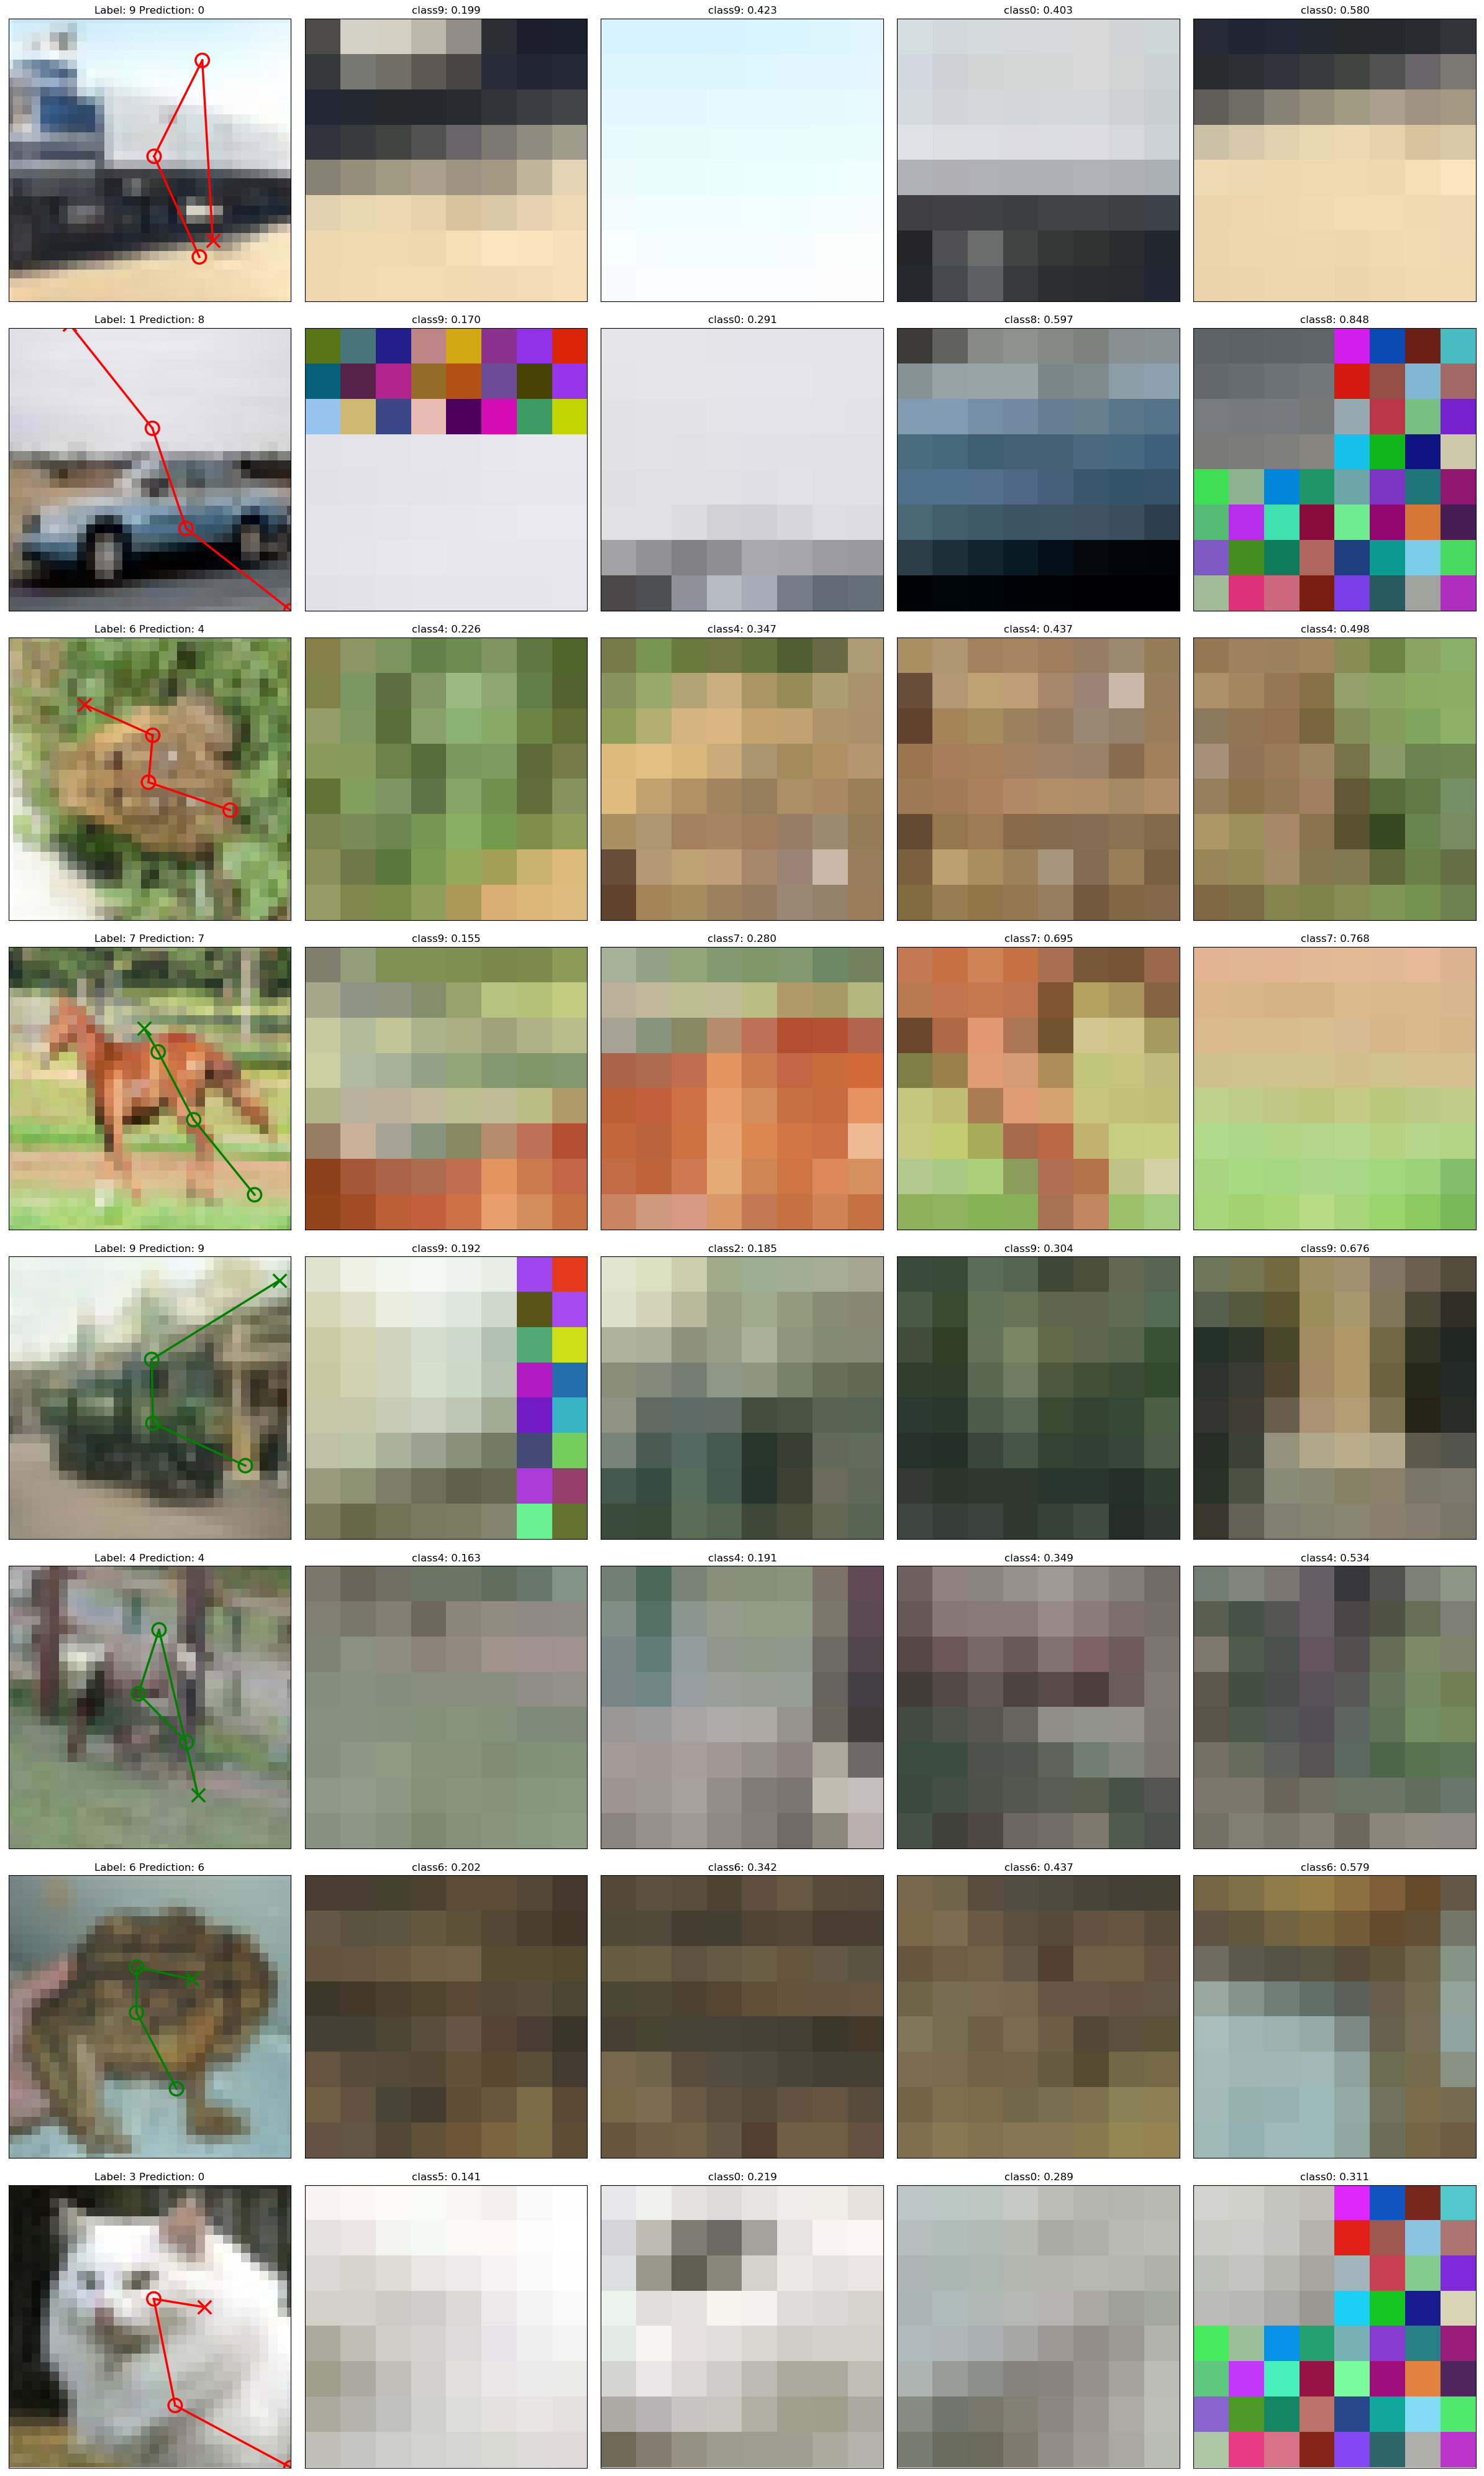 Label: 9 Prediction: 0
class9: 0.199
class9: 0.423
class0: 0.403
class0: 0.580
Label: 1 Prediction: 8
class9: 0.170
class0: 0.291
class8: 0.597
class8: 0.848
Label: 6 Prediction: 4
class4: 0.226
class4: 0.347
class4: 0.437
class4: 0.498
Label: 7 Prediction: 7
class9: 0.155
class7: 0.280
class7: 0.695
class7: 0.768
Label: 9 Prediction: 9
class9: 0.192
class2: 0.185
class9: 0.304
class9: 0.676
Label: 4 Prediction: 4
class4: 0.163
class4: 0.191
class4: 0.349
class4: 0.534
Label: 6 Prediction: 6
class6: 0.202
class6: 0.342
class6: 0.437
class6: 0.579
Label: 3 Prediction: 0
class5: 0.141
class0: 0.219
class0: 0.289
class0: 0.311